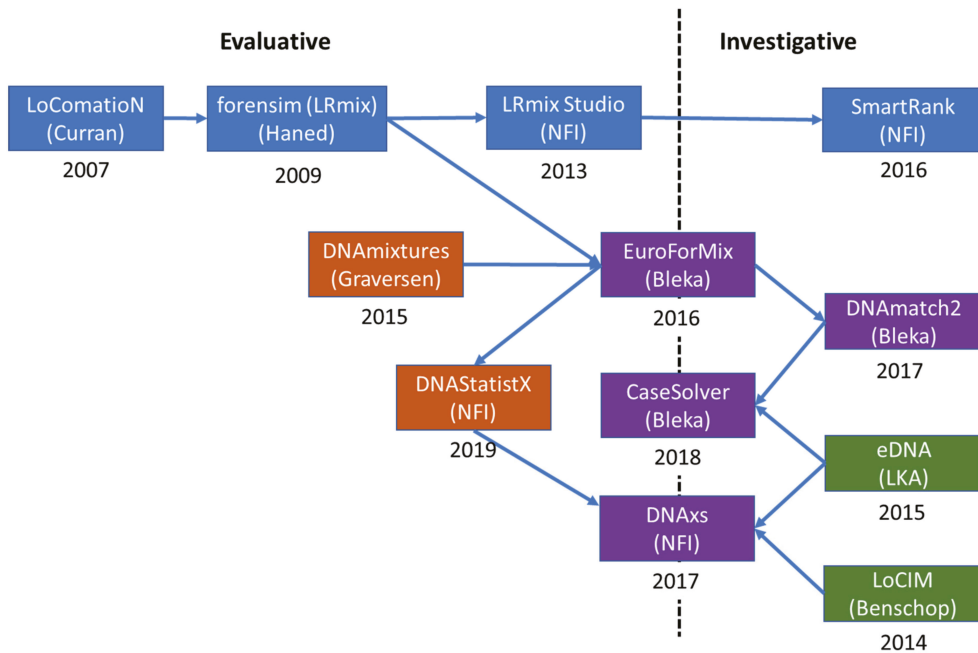 Evaluative
Investigative
LoComatioN
(Curran)
2007
forensim (LRmix)
(Haned)
2009
LRmix Studio
(NFI)
2013
SmartRank
(NFI)
2016
DNAmixtures
(Graversen)
2015
EuroForMix
(Bleka)
2016
DNAmatch2
(Bleka)
2017
DNAStatistX
(NFI)
2019
CaseSolver
(Bleka)
2018
eDNA
(LKA)
2015
DNAxs
(NFI)
2017
LoCIM
(Benschop)
2014